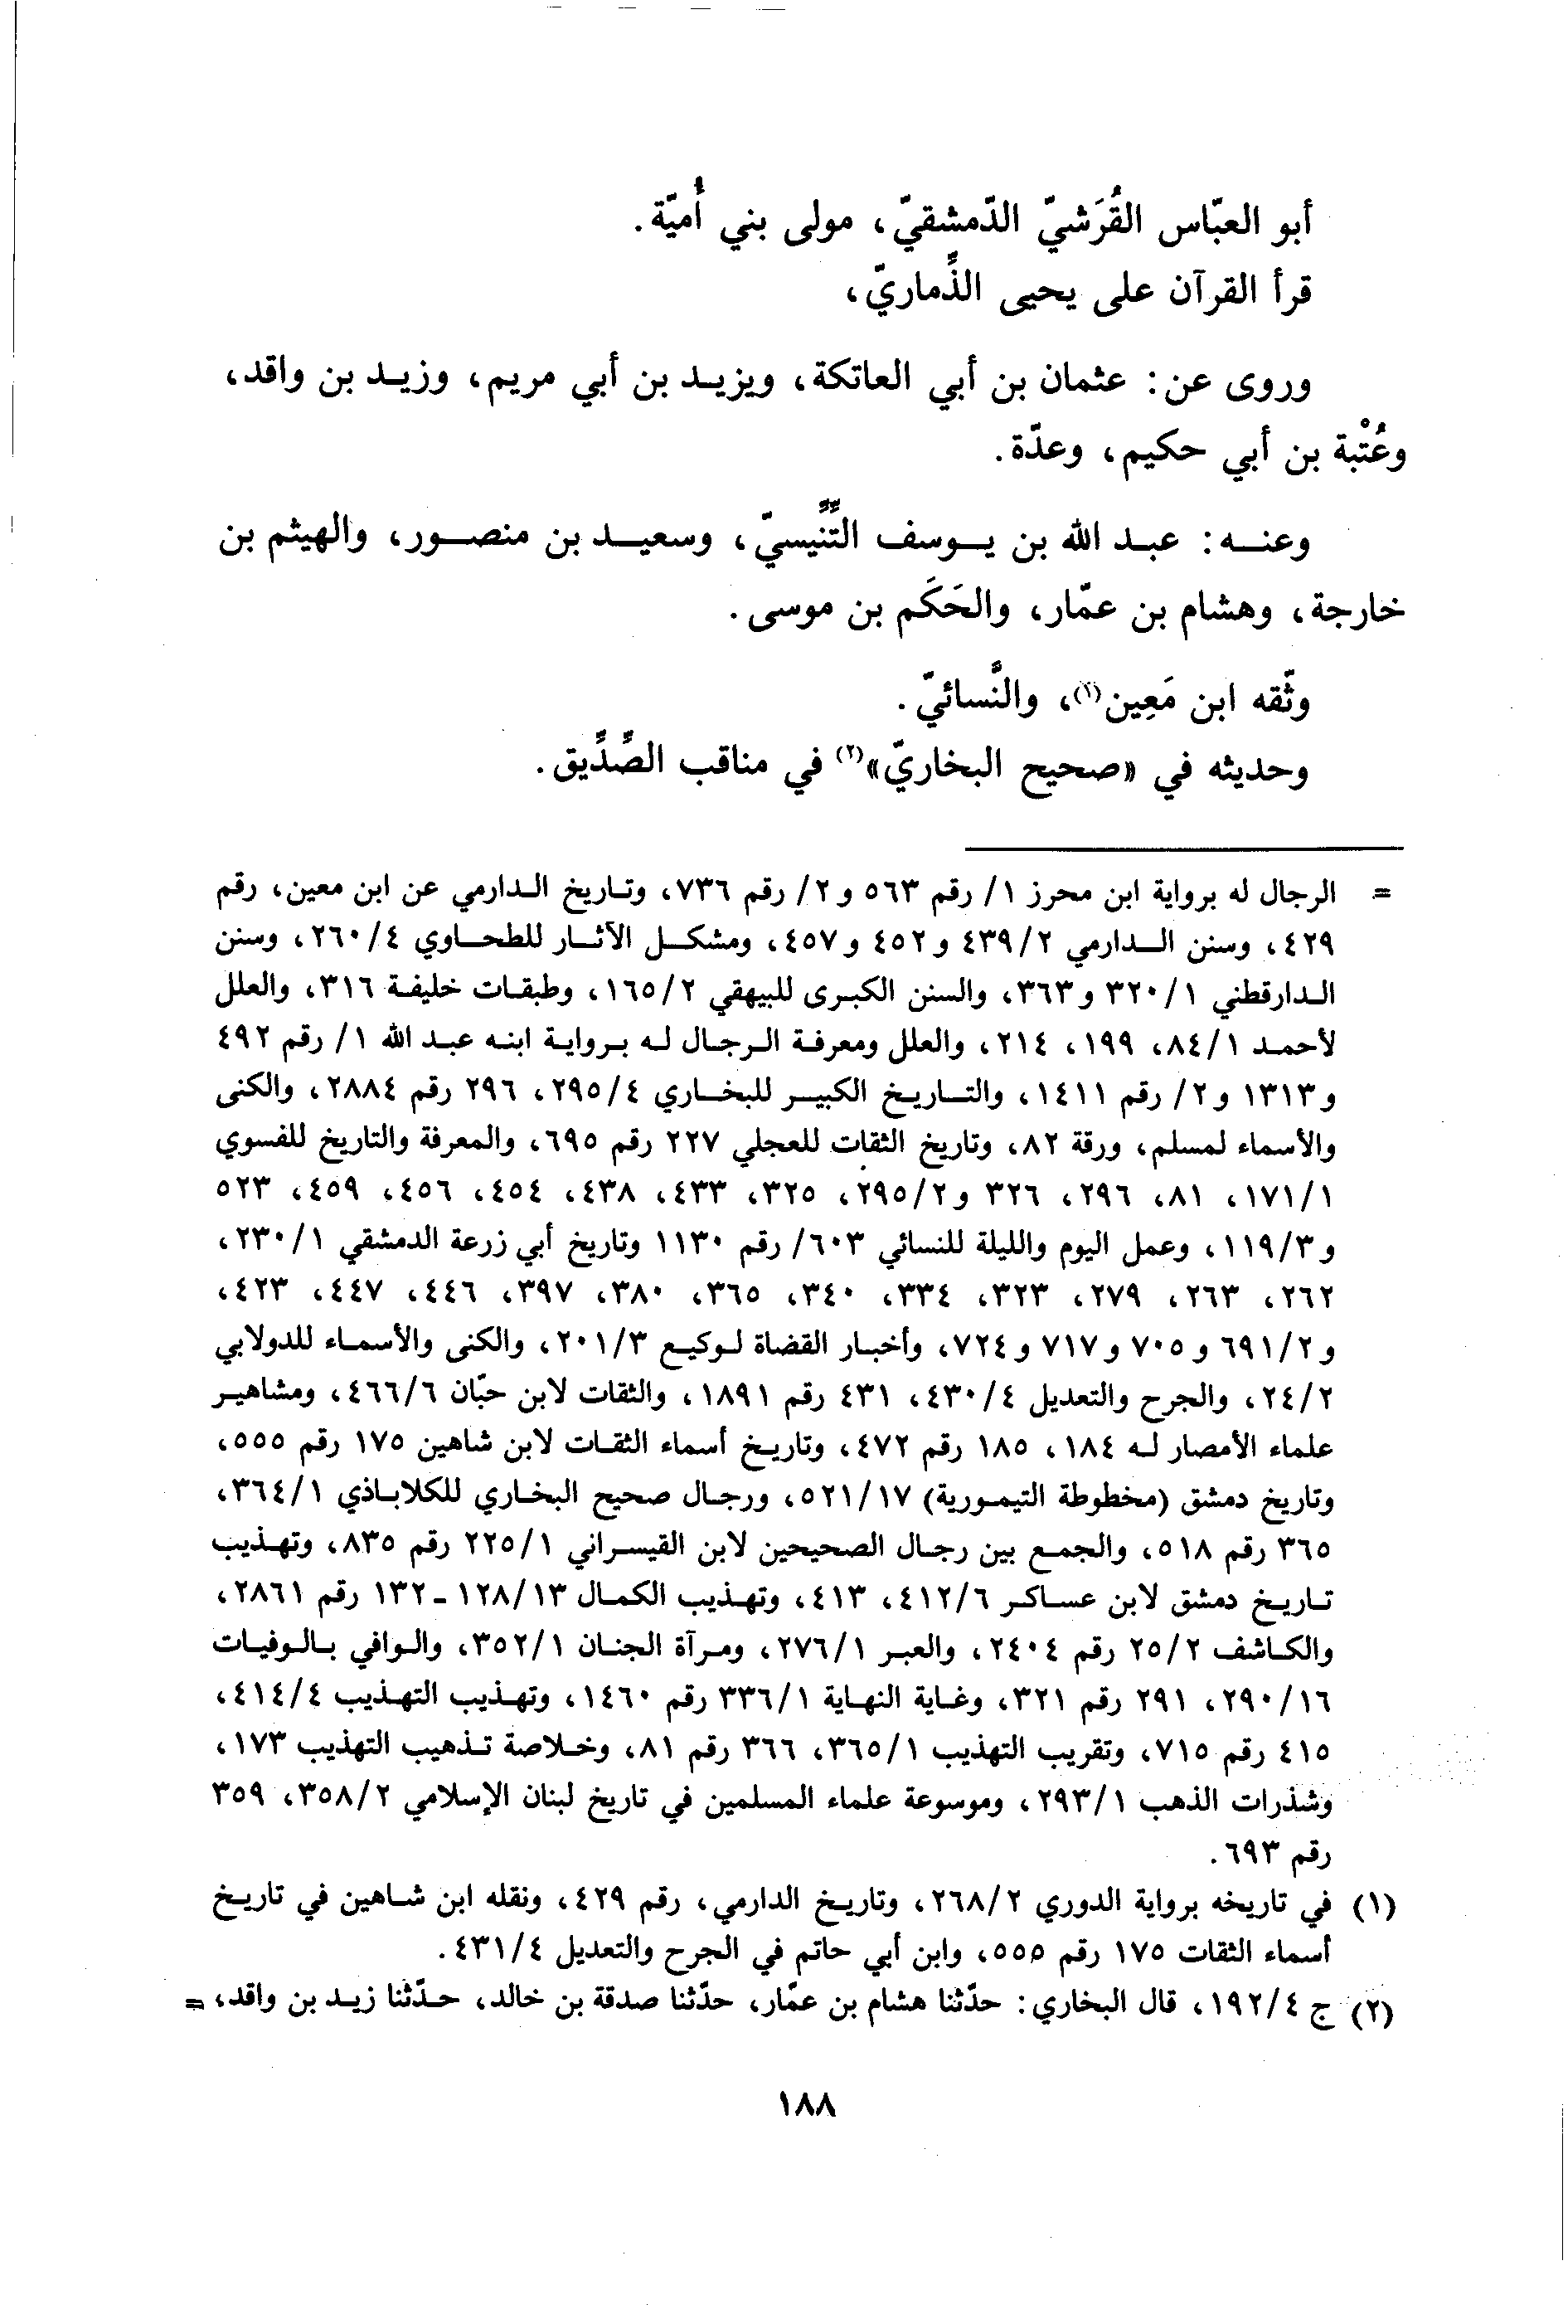 أبو العبّاس القُرَشيّ الدّمشقيّ، مولى بني أُميّة.
قرأ القرآن على يحيى الذِّماريّ،
وروى عن: عثمان بن أبي العاتكة، ويزيد بن أبي مريم، وزيد بن واقد،
وعُتْبة بن أبي حكيم، وعدّة.
وعنه: عبد الله بن يوسف التِّنِّيسيّ، وسعيد بن منصور، والهيثم بن
خارجة، وهشام بن عمّار، والحَكَم بن موسى.
وثّقه ابن مَعِين(١)، والنَّسائيّ.
وحديثه في «صحيح البخاريّ»(٢) في مناقب الصِّدِّيق.
= الرجال له برواية ابن محرز ١/ رقم ٥٦٣ و٢/ رقم ٧٣٦، وتاريخ الدارمي عن ابن معين، رقم
٤٢٩، وسنن الدارمي ٤٣٩/٢ و٤٥٢ و٤٥٧، ومشكل الآثار للطحاوي ٢٦٠/٤، وسنن
الدارقطني ٣٢٠/١ و٣٦٣، والسنن الكبرى للبيهقي ١٦٥/٢، وطبقات خليفة ٣١٦، والعلل
لأحمد ٨٤/١، ١٩٩، ٢١٤، والعلل ومعرفة الرجال له برواية ابنه عبد الله ١/ رقم ٤٩٢
و١٣١٣ و٢/ رقم ١٤١١، والتاريخ الكبير للبخاري ٢٩٥/٤، ٢٩٦ رقم ٢٨٨٤، والكنى
والأسماء لمسلم، ورقة ٨٢، وتاريخ الثقات للعجلي ٢٢٧ رقم ٦٩٥، والمعرفة والتاريخ للفسوي
١٧١/١، ٨١، ٢٩٦، ٣٢٦ و٢٩٥/٢، ٣٢٥، ٤٣٣، ٤٣٨، ٤٥٤، ٤٥٦، ٤٥٩، ٥٢٣
و١١٩/٣، وعمل اليوم والليلة للنسائي ٦٠٣/ رقم ١١٣٠ وتاريخ أبي زرعة الدمشقي ٢٣٠/١،
٢٦٢، ٢٦٣، ٢٧٩، ٣٢٣، ٣٣٤، ٣٤٠، ٣٦٥، ٣٨٠، ٣٩٧، ٤٤٦، ٤٤٧، ٤٢٣،
و٦٩١/٢ و٧٠٥ و٧١٧ و٧٢٤، وأخبار القضاة لوكيع ٢٠١/٣، والكنى والأسماء للدولابي
٢٤/٢، والجرح والتعديل ٤٣٠/٤، ٤٣١ رقم ١٨٩١، والثقات لابن حبّان ٤٦٦/٦، ومشاهير
علماء الأمصار له ١٨٤، ١٨٥ رقم ٤٧٢، وتاريخ أسماء الثقات لابن شاهين ١٧٥ رقم ٥٥٥،
وتاريخ دمشق (مخطوطة التيمورية) ٥٢١/١٧، ورجال صحيح البخاري للكلاباذي ٣٦٤/١،
٣٦٥ رقم ٥١٨، والجمع بين رجال الصحيحين لابن القيسراني ٢٢٥/١ رقم ٨٣٥، وتهذيب
تاريخ دمشق لابن عساكر ٤١٢/٦، ٤١٣، وتهذيب الكمال ١٢٨/١٣ - ١٣٢ رقم ٢٨٦١،
والكاشف ٢٥/٢ رقم ٢٤٠٤، والعبر ٢٧٦/١، ومرآة الجنان ٣٥٢/١، والوافي بالوفيات
٢٩٠/١٦، ٢٩١ رقم ٣٢١، وغاية النهاية ٣٣٦/١ رقم ١٤٦٠، وتهذيب التهذيب ٤١٤/٤،
٤١٥ رقم ٧١٥، وتقريب التهذيب ٣٦٥/١، ٣٦٦ رقم ٨١، وخلاصة تذهيب التهذيب ١٧٣،
وشذرات الذهب ٢٩٣/١، وموسوعة علماء المسلمين في تاريخ لبنان الإسلامي ٣٥٨/٢، ٣٥٩
رقم ٦٩٣.
(١) في تاريخه برواية الدوري ٢٦٨/٢، وتاريخ الدارمي، رقم ٤٢٩، ونقله ابن شاهين في تاريخ
أسماء الثقات ١٧٥ رقم ٥٥٥، وابن أبي حاتم في الجرح والتعديل ٤٣١/٤.
(٢) ج ١٩٢/٤، قال البخاري: حدّثنا هشام بن عمّار، حدّثنا صدقة بن خالد، حدّثنا زيد بن واقد، =
١٨٨